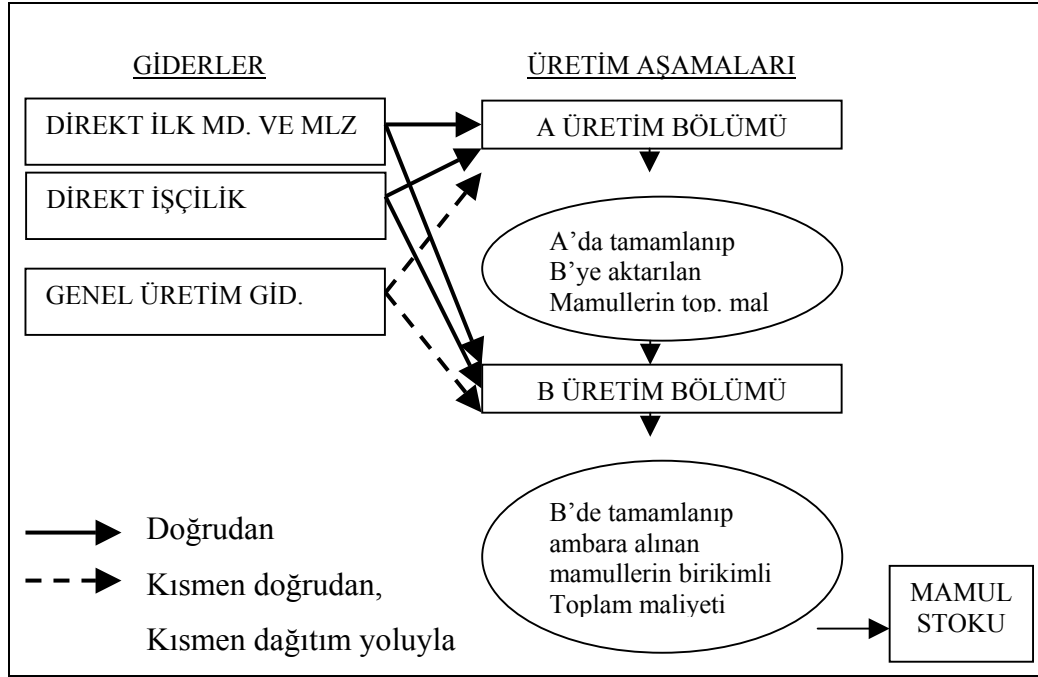 GİDERLER
ÜRETİM AŞAMALARI
DİREKT İLK MD. VE MLZ
A ÜRETİM BÖLÜMÜ
DİREKT İŞÇİLİK
A’da tamamlanıp
B’ye aktarılan
Mamullerin top. mal
GENEL ÜRETİM GİD.
B ÜRETİM BÖLÜMÜ
B’de tamamlanıp
ambara alınan
mamullerin birikimli
Toplam maliyeti
Doğrudan
Kısmen doğrudan,
Kısmen dağıtım yoluyla
MAMUL
STOKU